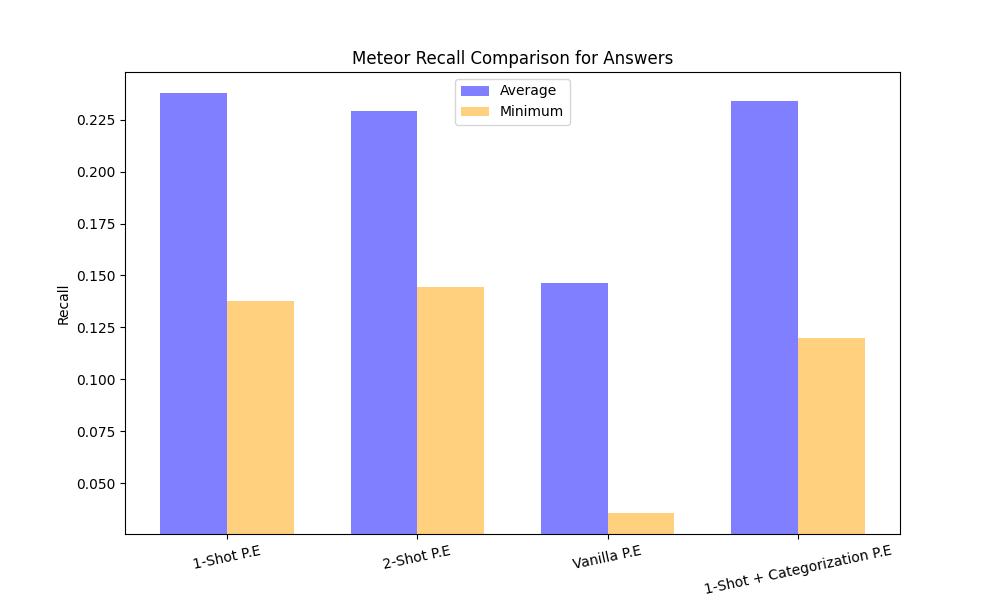 Meteor Recall Comparison for Answers
Average
Minimum
Recall
0.225
0.200
0.175
0.150
0.125
0.100
0.075
0.050
1-Shot P.E
2-Shot P.E
Vanilla P.E
1-Shot + Categorization P.E